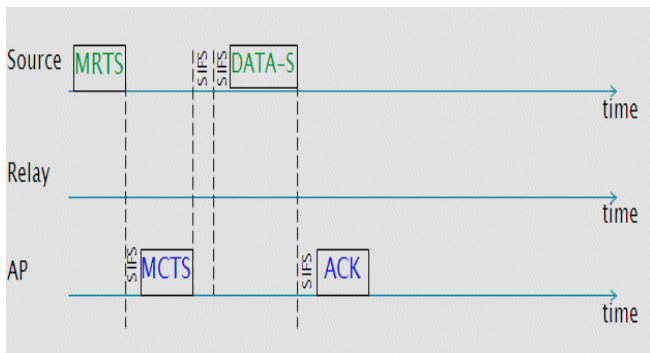 Source MRTS SIFS SIFS DATA-S
time
Relay
time
AP SIFS MCTS SIFS ACK
time